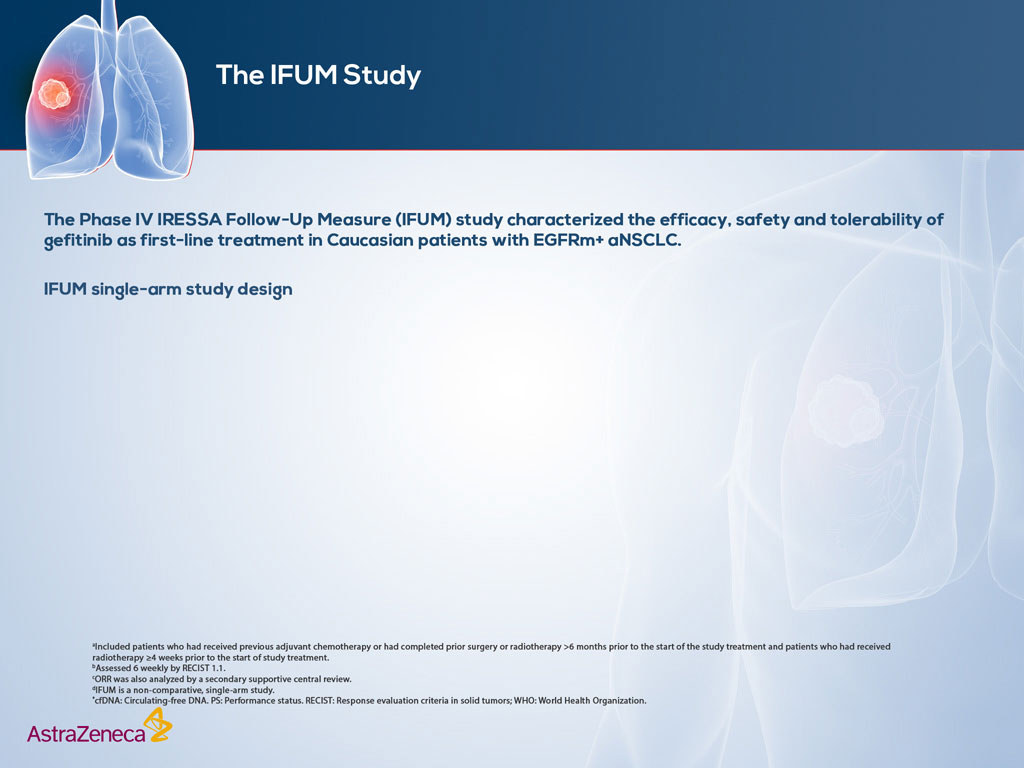 The IFUM Study
The Phase IV IRESSA Follow-Up Measure (IFUM) study characterized the efficacy, safety and tolerability of
gefitinib as first-line treatment in Caucasian patients with EGFRm+ aNSCLC.
IFUM single-arm study design
aIncluded patients who had received previous adjuvant chemotherapy or had completed prior surgery or radiotherapy >6 months prior to the start of the study treatment and patients who had received
radiotherapy ≥4 weeks prior to the start of study treatment.
bAssessed 6 weekly by RECIST 1.1.
cORR was also analyzed by a secondary supportive central review.
dIFUM is a non-comparative, single-arm study.
*cfDNA: Circulating-free DNA. PS: Performance status. RECIST: Response evaluation criteria in solid tumors; WHO: World Health Organization.
AstraZeneca